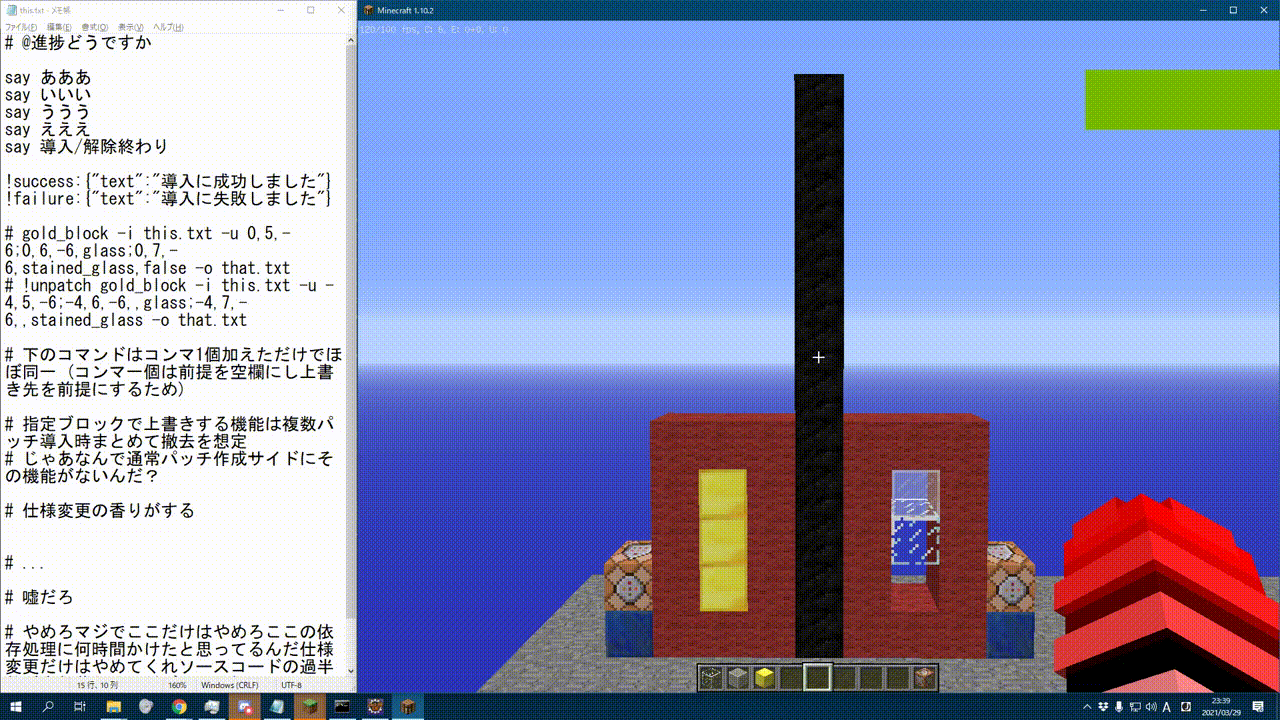 this.txt - メモ帳
ファイル(F) 編集(E) 書式(O) 表示(V) ヘルプ(H)
# @進捗どうですか
say あああ
say いいい
say ううう
say えええ
say 導入/解除終わり
!success:{"text":"導入に成功しました"}
!failure:{"text":"導入に失敗しました"}
# gold_block -i this.txt -u 0,5,-
6;0,6,-6,glass;0,7,-
6,stained_glass,false -o that.txt
# !unpatch gold_block -i this.txt -u -
4,5,-6;-4,6,-6,,glass;-4,7,-
6,,stained_glass -o that.txt
# 下のコマンドはコンマ1個加えただけでほ
ぼ同一 (コンマ一個は前提を空欄にし上書
き先を前提にするため)
# 指定ブロックで上書きする機能は複数パ
ッチ導入時まとめて撤去を想定
# じゃあなんで通常パッチ作成サイドにそ
の機能がないんだ？
# 仕様変更の香りがする
# ...
# 嘘だろ
# やめろマジでここだけはやめろここの依
存処理に何時間かけたと思ってるんだ仕様
変更だけはやめてくれソースコードの過半
15 行、10 列 160% Windows (CRLF) UTF-8
Minecraft 1.10.2
120/100 fps, C: 6, E: 0+0, U: 0
A
23:39
2021/03/29